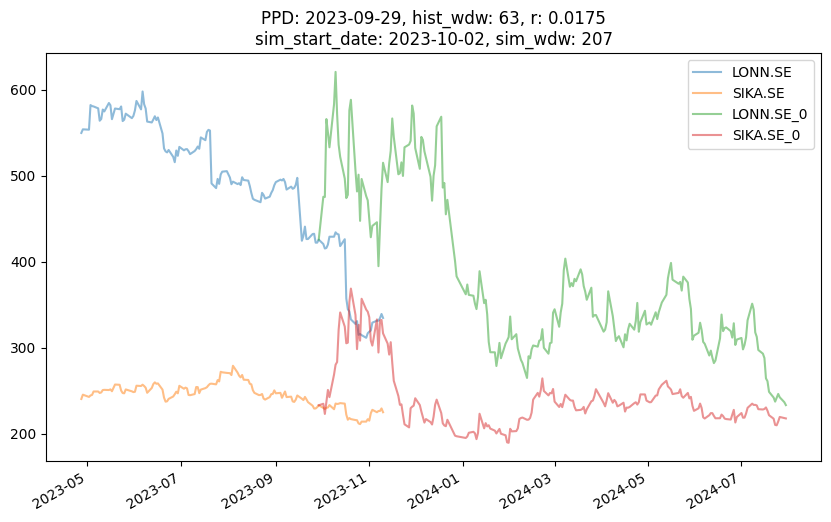 PPD: 2023-09-29, hist_wdw: 63, r: 0.0175
sim_start_date: 2023-10-02, sim_wdw: 207
LONN.SE
SIKA.SE
LONN.SE_0
SIKA.SE_0
600
500
400
300
200
2023-05
2023-07
2023-09
2023-11
2024-01
2024-03
2024-05
2024-07